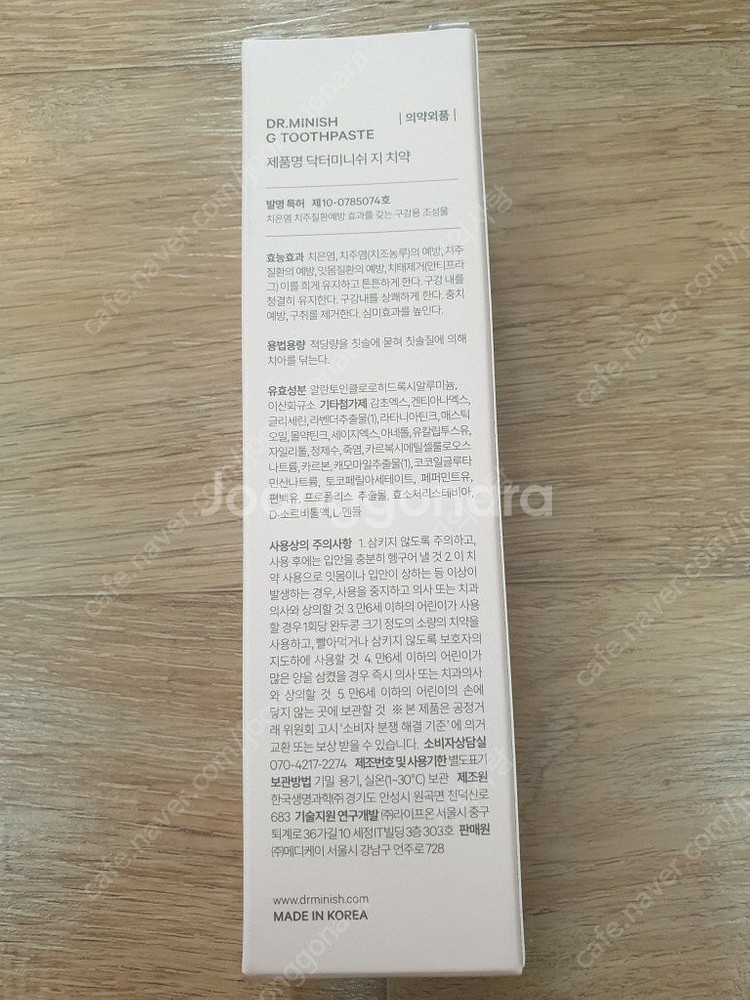 DR.MINISH
G TOOTHPASTE
| 의약외품 |
제품명 닥터미니쉬 지 치약
발명 특허 제10-0785074호
치은염 치주질환예방 효과를 갖는 구강용 조성물
효능효과 치은염, 치주염(치조농루)의 예방, 치주
질환의 예방, 잇몸질환의 예방, 치태제거(안티프라
그) 이를 희게 유지하고 튼튼하게 한다. 구강 내를
청결히 유지한다. 구강내를 상쾌하게 한다. 충치
예방, 구취를 제거한다. 심미효과를 높인다.
용법용량 적당량을 칫솔에 묻혀 칫솔질에 의해
치아를 닦는다.
유효성분 알란토인클로로히드록시알루미늄,
이산화규소 기타첨가제 감초엑스, 겐티아나엑스,
글리세린, 라벤더추출물(1), 라타니아틴크, 매스틱
오일, 몰약틴크, 세이지엑스, 아네톨, 유칼립투스유,
자일리톨, 정제수, 죽염, 카르복시메틸셀룰로오스
나트륨, 카르본, 캐모마일추출물(1), 코코일글루타
민산나트륨, 토코페릴아세테이트, 페퍼민트유,
편백유, 프로폴리스 추출물, 효소처리스테비아,
D-소르비톨액, L-멘톨
사용상의 주의사항 1. 삼키지 않도록 주의하고,
사용 후에는 입안을 충분히 헹구어 낼 것 2. 이 치
약 사용으로 잇몸이나 입안이 상하는 등 이상이
발생하는 경우, 사용을 중지하고 의사 또는 치과
의사와 상의할 것 3. 만6세 이하의 어린이가 사용
할 경우 1회당 완두콩 크기 정도의 소량의 치약을
사용하고, 빨아먹거나 삼키지 않도록 보호자의
지도하에 사용할 것 4. 만6세 이하의 어린이가
많은 양을 삼켰을 경우 즉시 의사 또는 치과의사
와 상의할 것 5. 만6세 이하의 어린이의 손에
닿지 않는 곳에 보관할 것 ※ 본 제품은 공정거
래 위원회 고시 '소비자 분쟁 해결 기준' 에 의거
교환 또는 보상 받을 수 있습니다. 소비자상담실
070-4217-2274 제조번호 및 사용기한 별도표기
보관방법 기밀 용기, 실온(1~30℃) 보관 제조원
한국생명과학(주) 경기도 안성시 원곡면 천덕산로
683 기술지원 연구개발 (주)라이프온 서울시 중구
퇴계로36가길 10 세정IT빌딩 3층 303호 판매원
(주)메디케이 서울시 강남구 언주로 728
www.drminish.com
MADE IN KOREA
Joonggonara